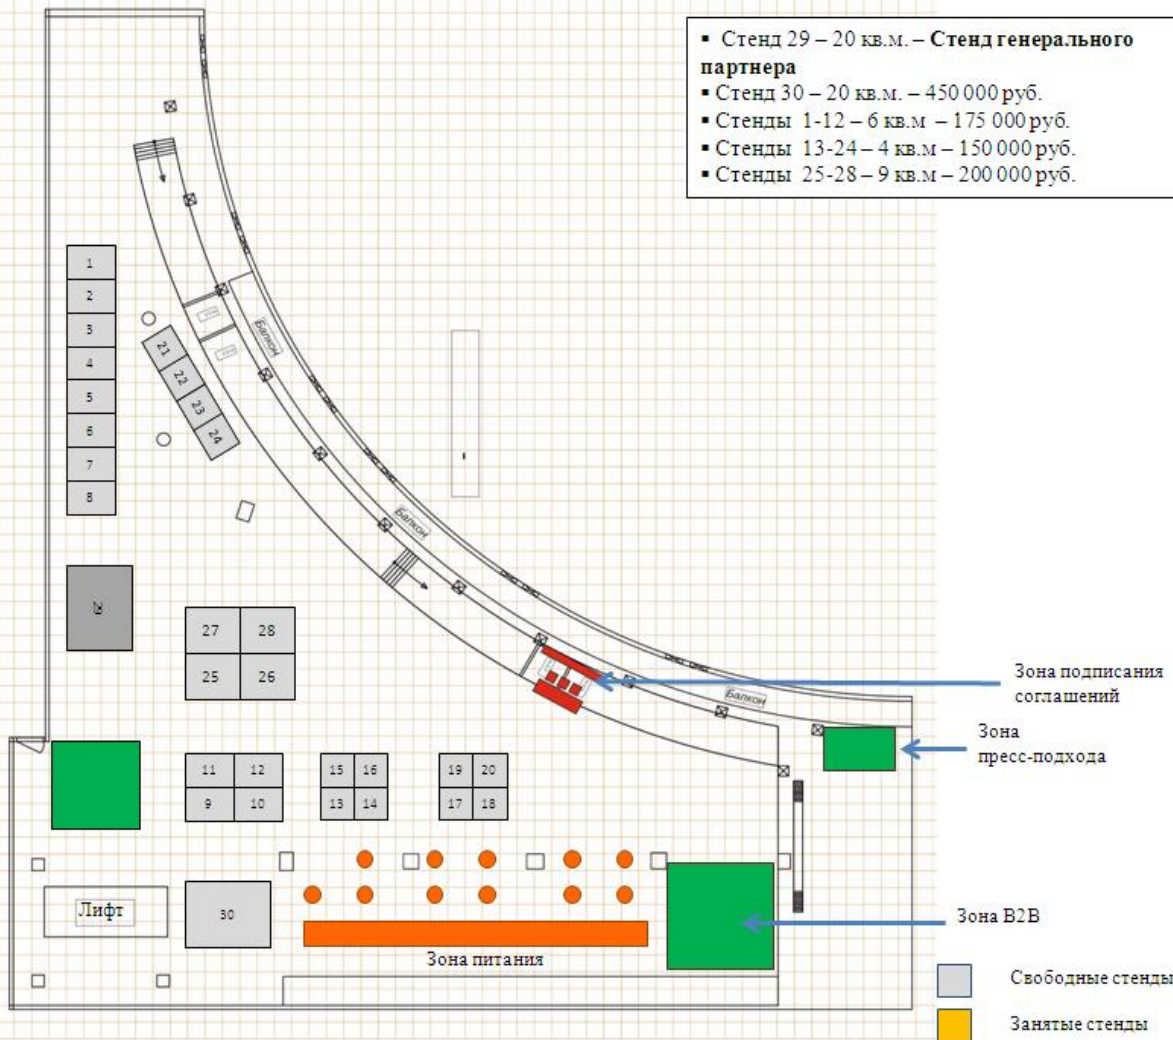 ▪ Стенд 29 – 20 кв.м. – Стенд генерального
партнера
▪ Стенд 30 – 20 кв.м. – 450 000 руб.
▪ Стенды 1-12 – 6 кв.м – 175 000 руб.
▪ Стенды 13-24 – 4 кв.м – 150 000 руб.
▪ Стенды 25-28 – 9 кв.м – 200 000 руб.
1
2
3
4
5
6
7
8
21
22
23
24
Балкон
Балкон
Балкон
27 28
25 26
Зона подписания
соглашений
Зона
пресс-подхода
11 12
9 10
15 16
13 14
19 20
17 18
Лифт
30
Зона питания
Зона B2B
Свободные стенды
Занятые стенды